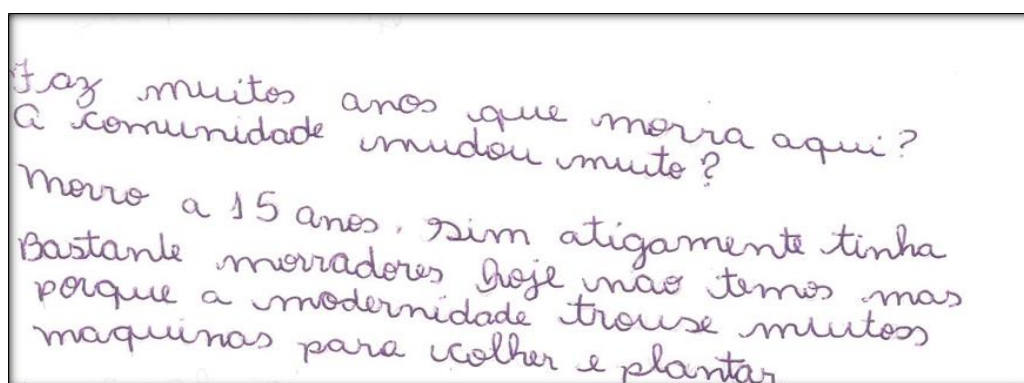 Faz muitos anos que morra aqui?
A comunidade mudou muito?
Morro a 15 anos. sim atigamente tinha
Bastante morradores hoje não temos mas
porque a modernidade trouse muitoss
maquinas para colher e plantar